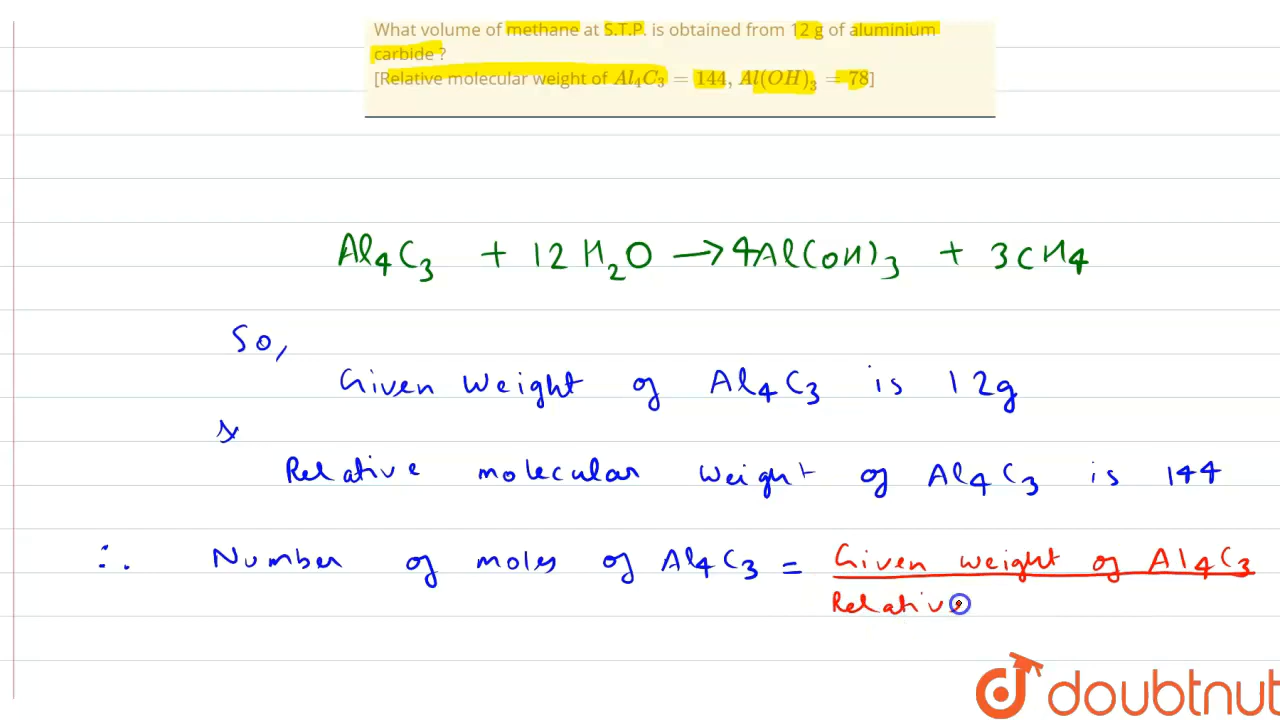 What volume of methane at S.T.P. is obtained from 12 g of aluminium
carbide ?
[Relative molecular weight of Al₄C₃ = 144, Al(OH)₃ = 78]
Al₄C₃ + 12 H₂O → 4Al(OH)₃ + 3CH₄
So,
Given Weight of Al₄C₃ is 12g
Relative molecular weight of Al₄C₃ is 144
∴ Number of moles of Al₄C₃ = Given weight of Al₄C₃
Relative
doubtnut